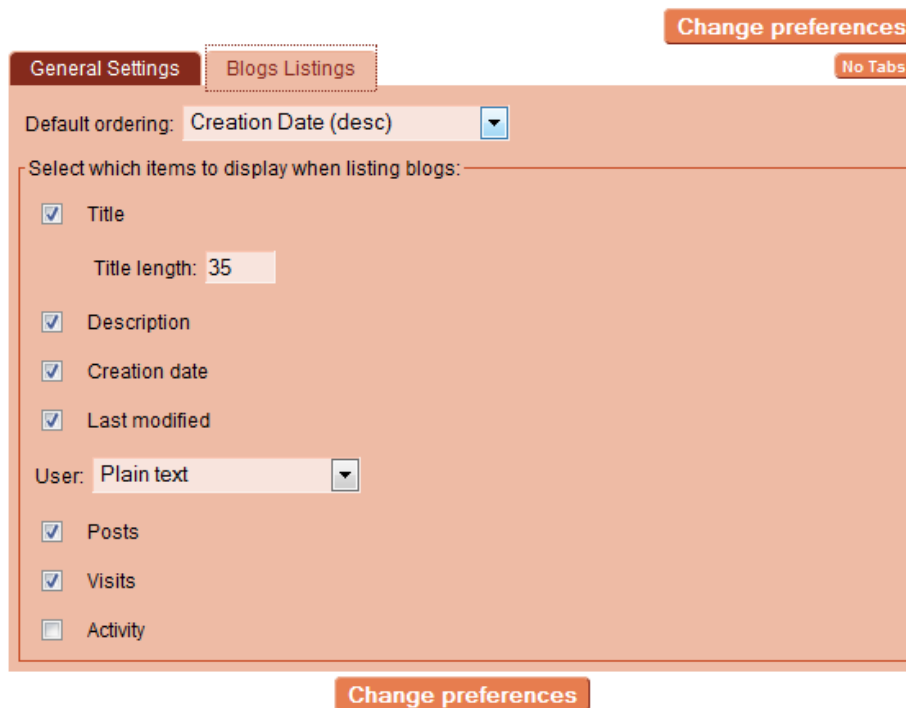 Change preferences
General Settings
Blogs Listings
No Tabs
Default ordering: Creation Date (desc)
Select which items to display when listing blogs:
Title
Title length: 35
Description
Creation date
Last modified
User: Plain text
Posts
Visits
Activity
Change preferences